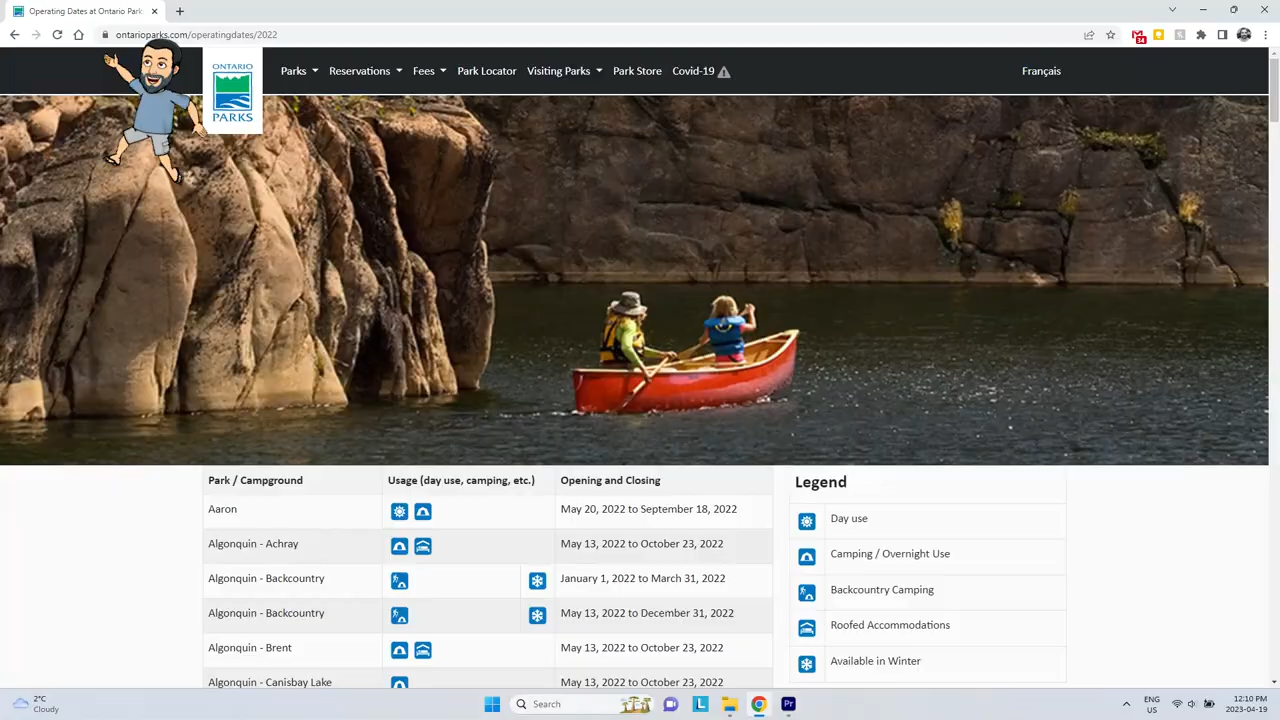 Operating Dates at Ontario Park
ontarioparks.com/operatingdates/2022
34
ONTARIO
PARKS
Parks
Reservations
Fees
Park Locator
Visiting Parks
Park Store
Covid-19
Français
Park / Campground
Usage (day use, camping, etc.)
Opening and Closing
Aaron
May 20, 2022 to September 18, 2022
Algonquin - Achray
May 13, 2022 to October 23, 2022
Algonquin - Backcountry
January 1, 2022 to March 31, 2022
Algonquin - Backcountry
May 13, 2022 to December 31, 2022
Algonquin - Brent
May 13, 2022 to October 23, 2022
Algonquin - Canisbay Lake
May 13, 2022 to October 23, 2022
Legend
Day use
Camping / Overnight Use
Backcountry Camping
Roofed Accommodations
Available in Winter
2°C
Cloudy
Search
L
Pr
ENG
US
12:10 PM
2023-04-19